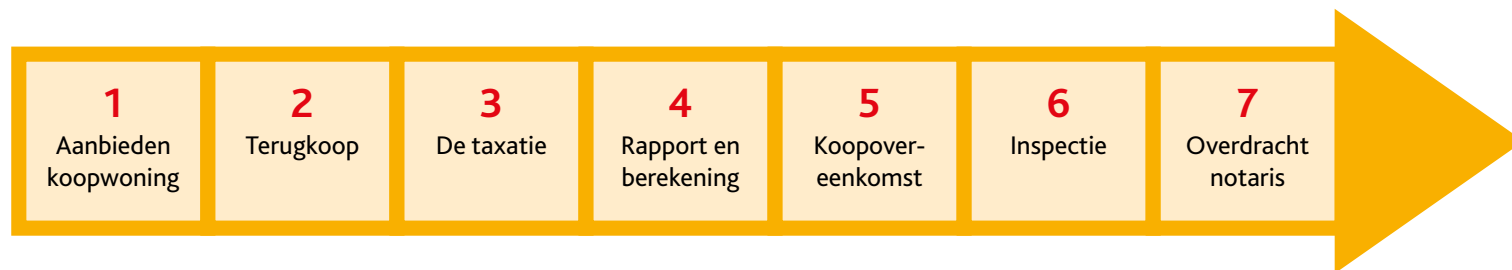 1
Aanbieden
koopwoning
2
Terugkoop
3
De taxatie
4
Rapport en
berekening
5
Koopover-
eenkomst
6
Inspectie
7
Overdracht
notaris